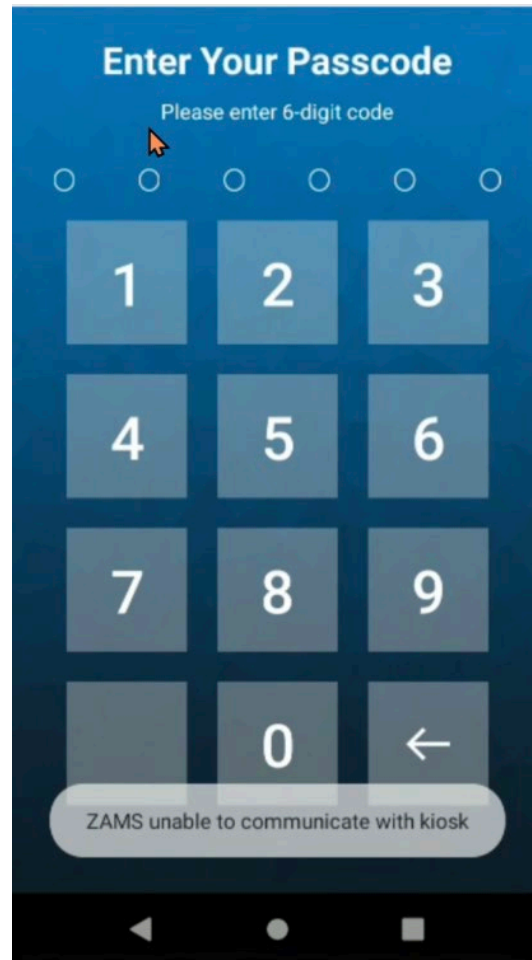 Enter Your Passcode
Please enter 6-digit code
1 2 3
4 5 6
7 8 9
0 ←
ZAMS unable to communicate with kiosk